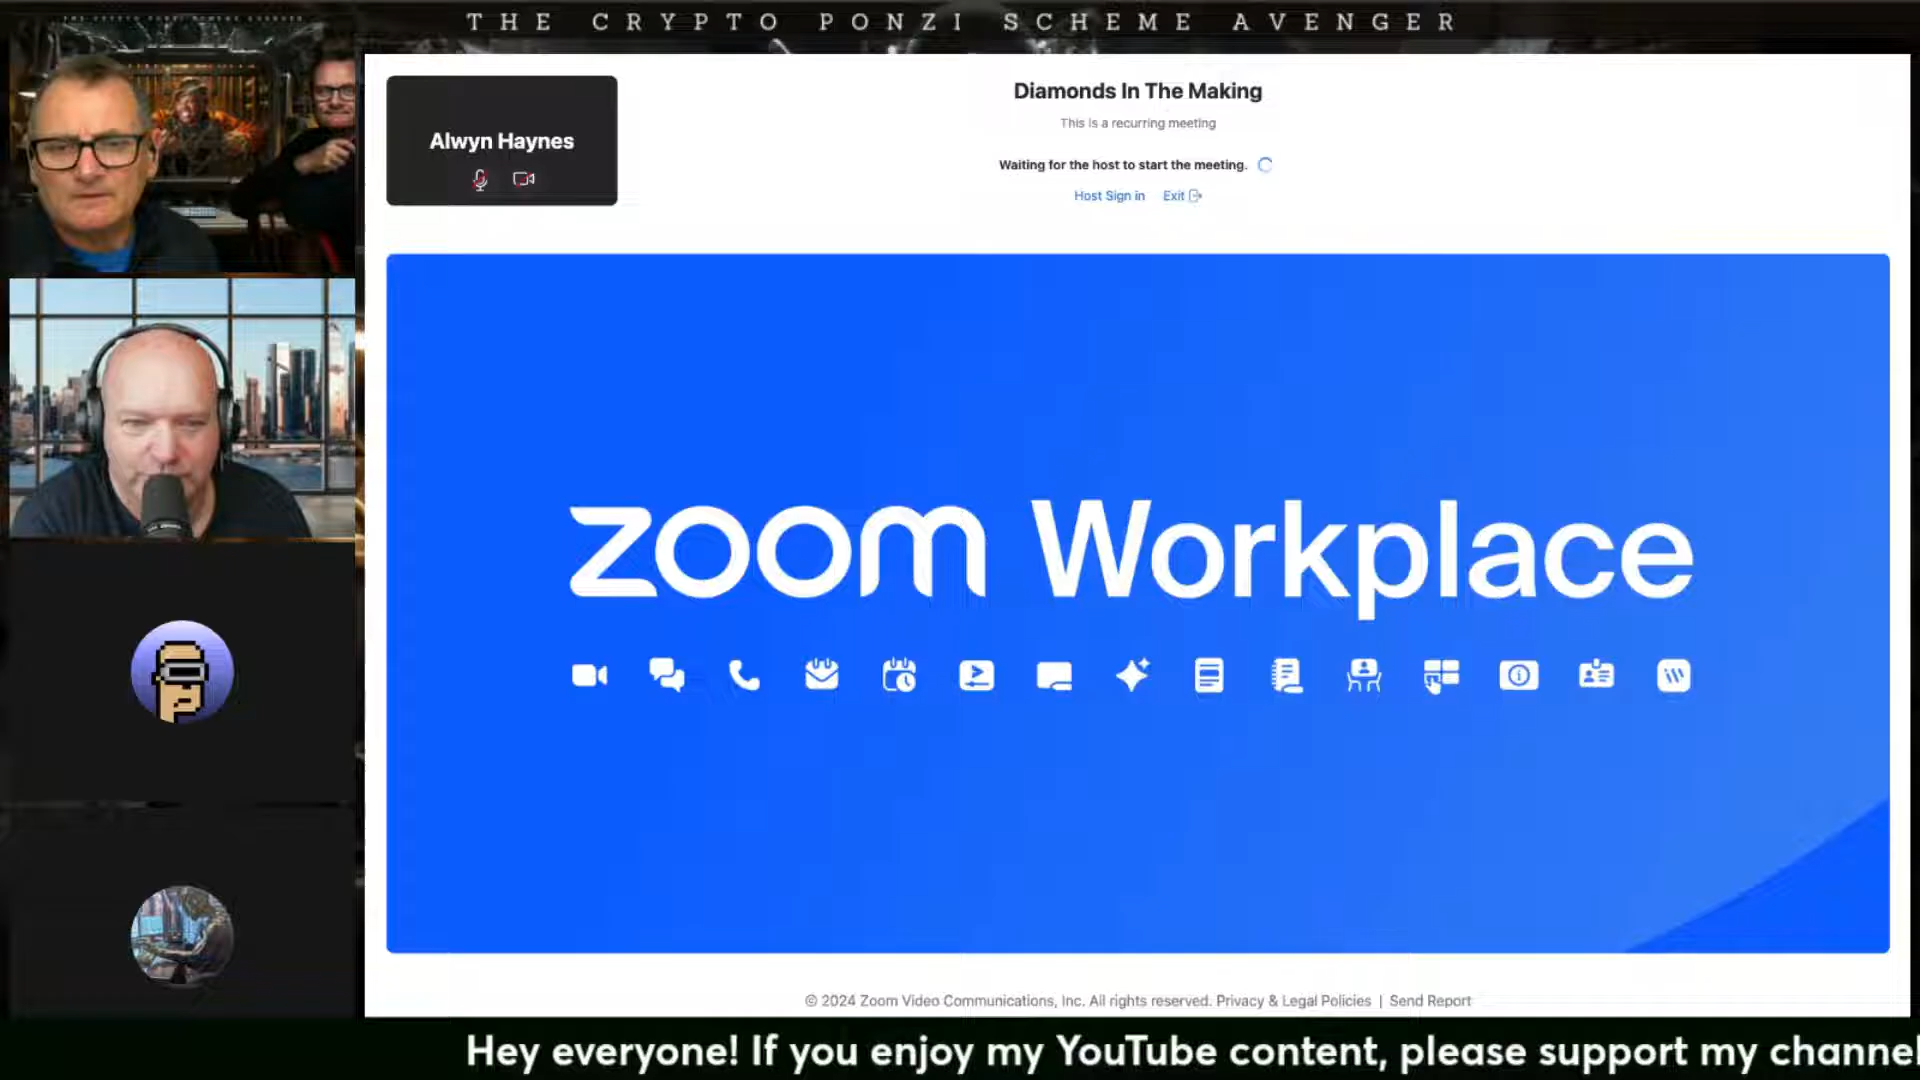 THE CRYPTO PONZI SCHEME AVENGER
Alwyn Haynes
Diamonds In The Making
This is a recurring meeting
Waiting for the host to start the meeting.
Host Sign in Exit
zoom Workplace
© 2024 Zoom Video Communications, Inc. All rights reserved. Privacy & Legal Policies | Send Report
Hey everyone! If you enjoy my YouTube content, please support my channel